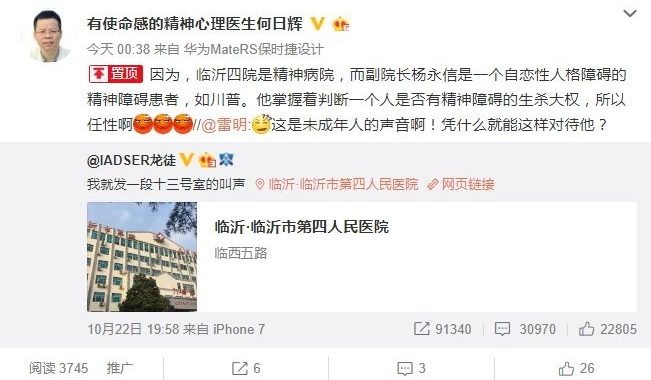 有使命感的精神心理医生何日辉
今天 00:38 来自 华为MateRS保时捷设计
置顶 因为，临沂四院是精神病院，而副院长杨永信是一个自恋性人格障碍的
精神障碍患者，如川普。他掌握着判断一个人是否有精神障碍的生杀大权，所以
任性啊//@雷明:这是未成年人的声音啊！凭什么就能这样对待他？
@IADSER龙徒
我就发一段十三号室的叫声 临沂·临沂市第四人民医院 网页链接
临沂·临沂市第四人民医院
临西五路
10月22日 19:58 来自 iPhone 7 91340 30970 22805
阅读 3745 推广 6 3 26